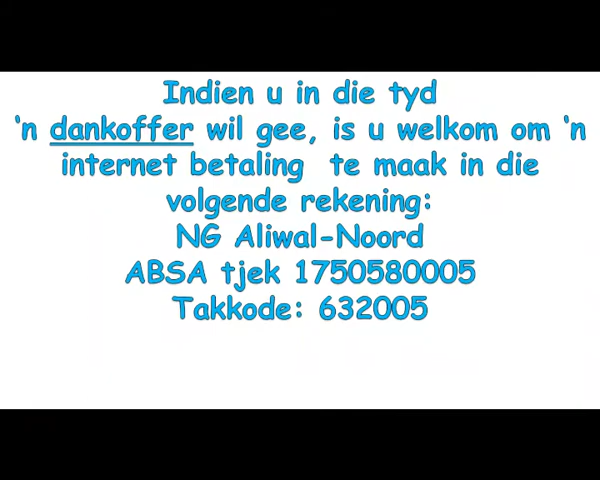 Indien u in die tyd
'n dankoffer wil gee, is u welkom om 'n
internet betaling te maak in die
volgende rekening:
NG Aliwal-Noord
ABSA tjek 1750580005
Takkode: 632005